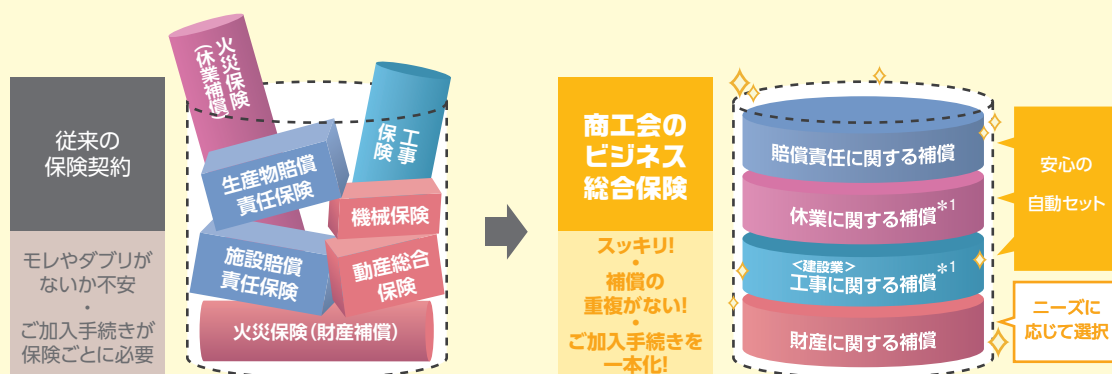 従来の
保険契約
モレやダブリが
ないか不安
・
ご加入手続きが
保険ごとに必要
火災保険
(休業補償)
工事
保険
生産物賠償
責任保険
機械保険
施設賠償
責任保険
動産総合
保険
火災保険(財産補償)
商工会の
ビジネス
総合保険
スッキリ!
・
補償の
重複がない!
・
ご加入手続きを
一本化!
賠償責任に関する補償
休業に関する補償*1
<建設業>
工事に関する補償*1
財産に関する補償
安心の
自動セット
ニーズに
応じて選択